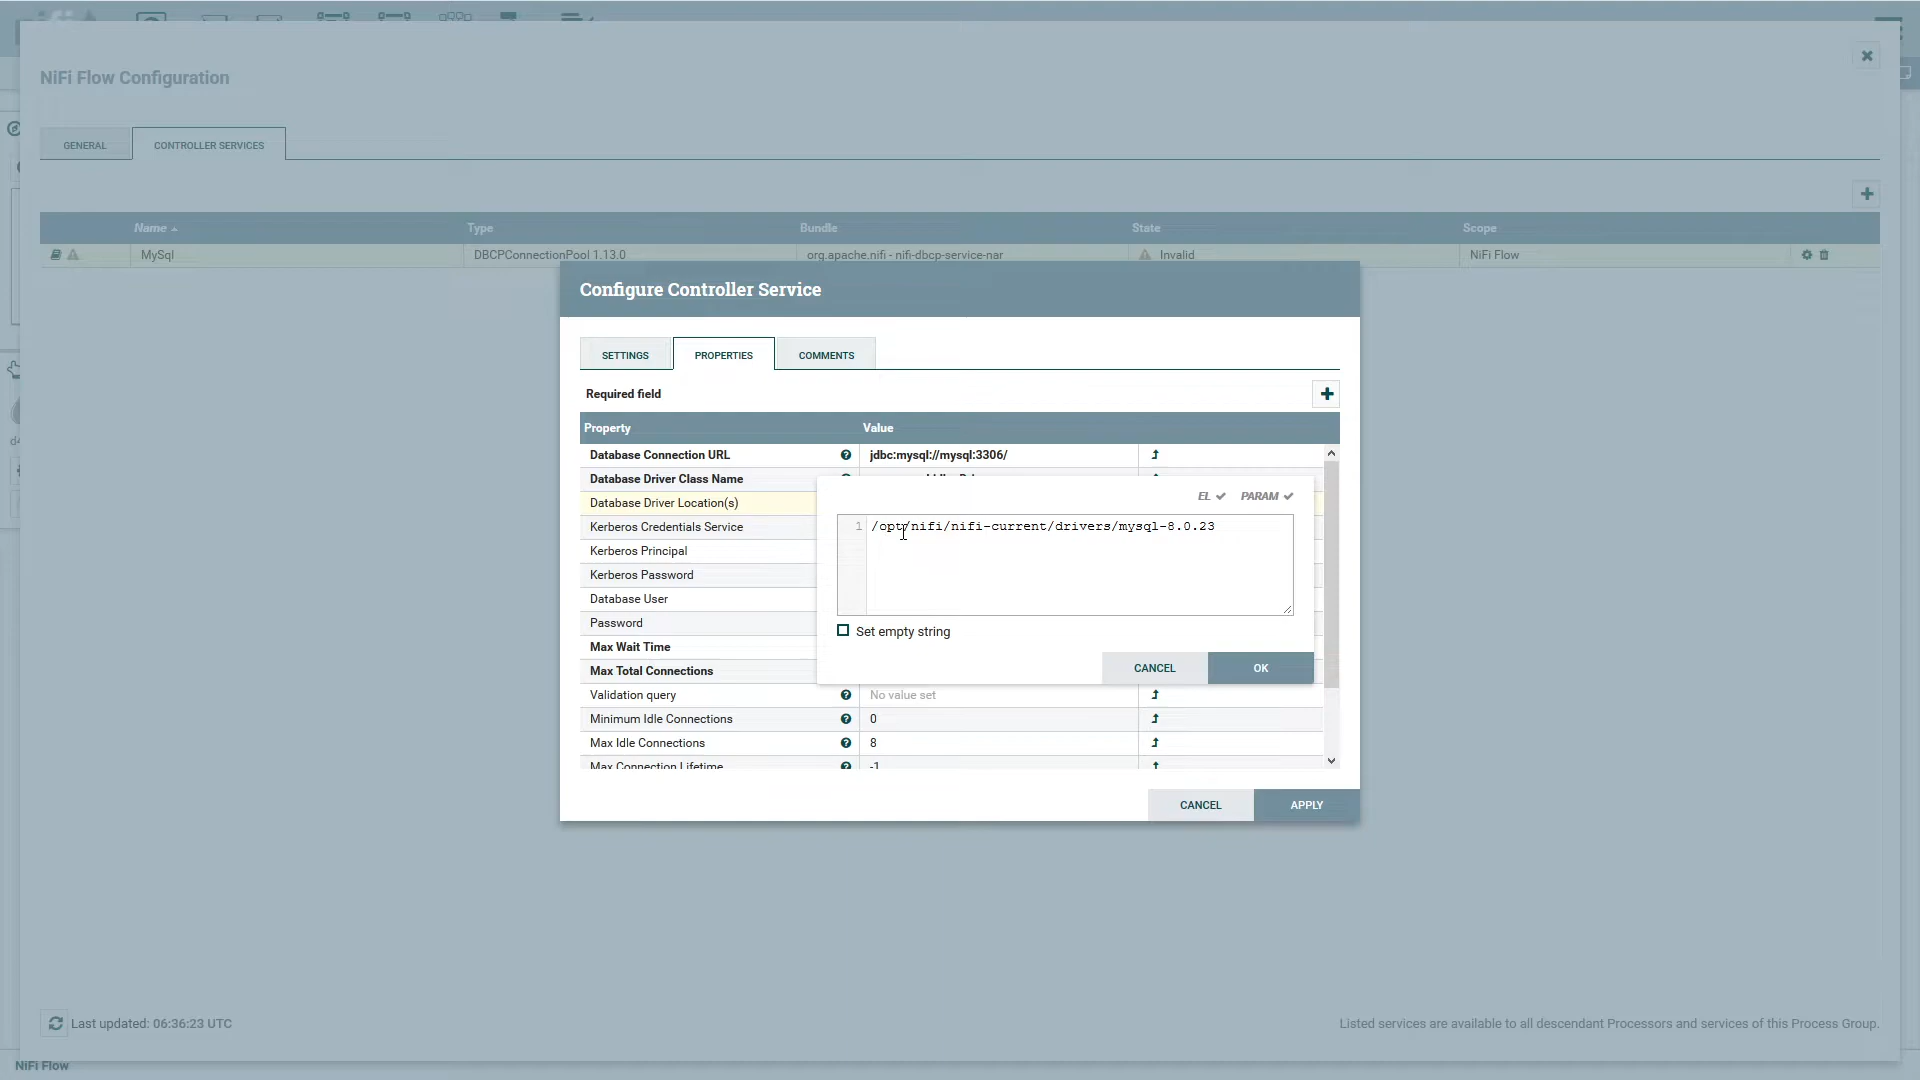 NiFi Flow Configuration
GENERAL
CONTROLLER SERVICES
Name Type Bundle State Scope
MySql DBCPConnectionPool 1.13.0 org.apache.nifi - nifi-dbcp-service-nar Invalid NiFi Flow
Configure Controller Service
SETTINGS PROPERTIES COMMENTS
Required field
Property Value
Database Connection URL jdbc:mysql://mysql:3306/
Database Driver Class Name
Database Driver Location(s)
Kerberos Credentials Service
Kerberos Principal
Kerberos Password
Database User
Password
Max Wait Time
Max Total Connections
EL PARAM
1 /opt/nifi/nifi-current/drivers/mysql-8.0.23
Set empty string
CANCEL OK
Validation query No value set
Minimum Idle Connections 0
Max Idle Connections 8
Max Connection Lifetime -1
CANCEL APPLY
Last updated: 06:36:23 UTC
Listed services are available to all descendant Processors and services of this Process Group.
NiFi Flow